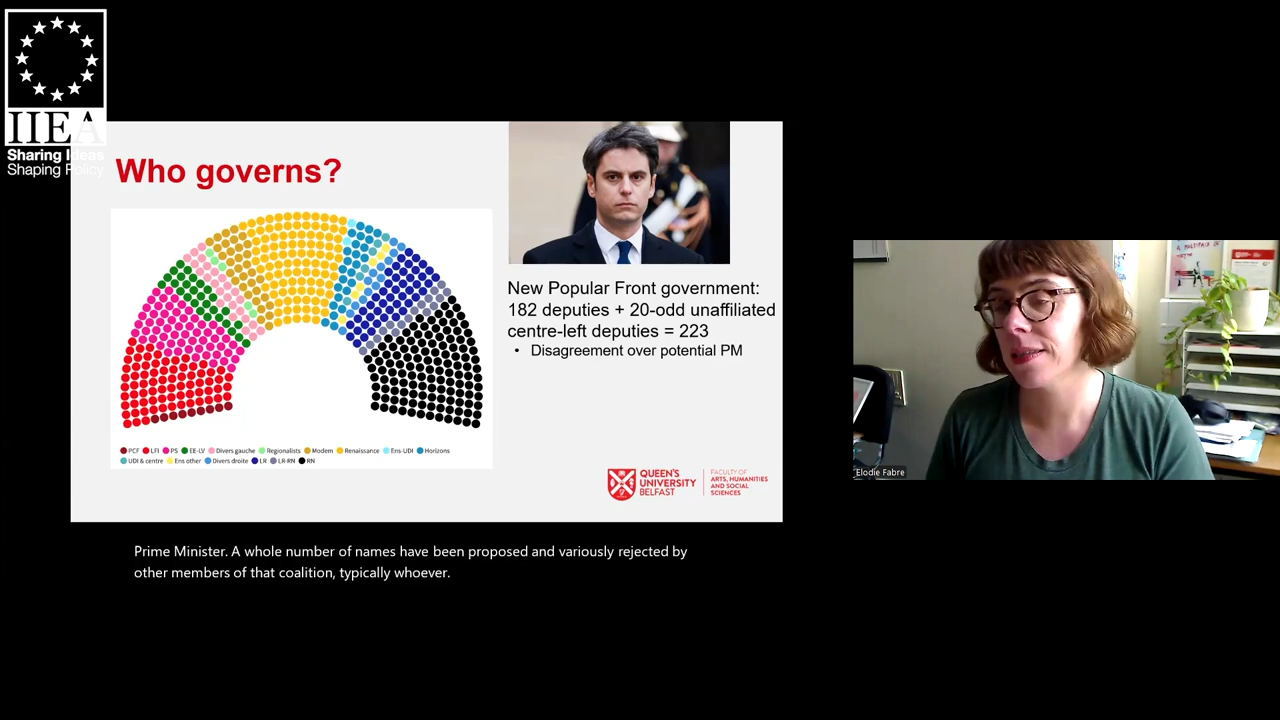 IIEA
Sharing Ideas
Shaping Policy
Who governs?
New Popular Front government:
182 deputies + 20-odd unaffiliated
centre-left deputies = 223
• Disagreement over potential PM
PCF LFI PS EE-LV Divers gauche Regionalists Modem Renaissance Ens-UDI Horizons
UDI & centre Ens other Divers droite LR LR-RN RN
QUEEN'S
UNIVERSITY
BELFAST
FACULTY OF
ARTS, HUMANITIES
AND SOCIAL
SCIENCES
Elodie Fabre
Prime Minister. A whole number of names have been proposed and variously rejected by
other members of that coalition, typically whoever.